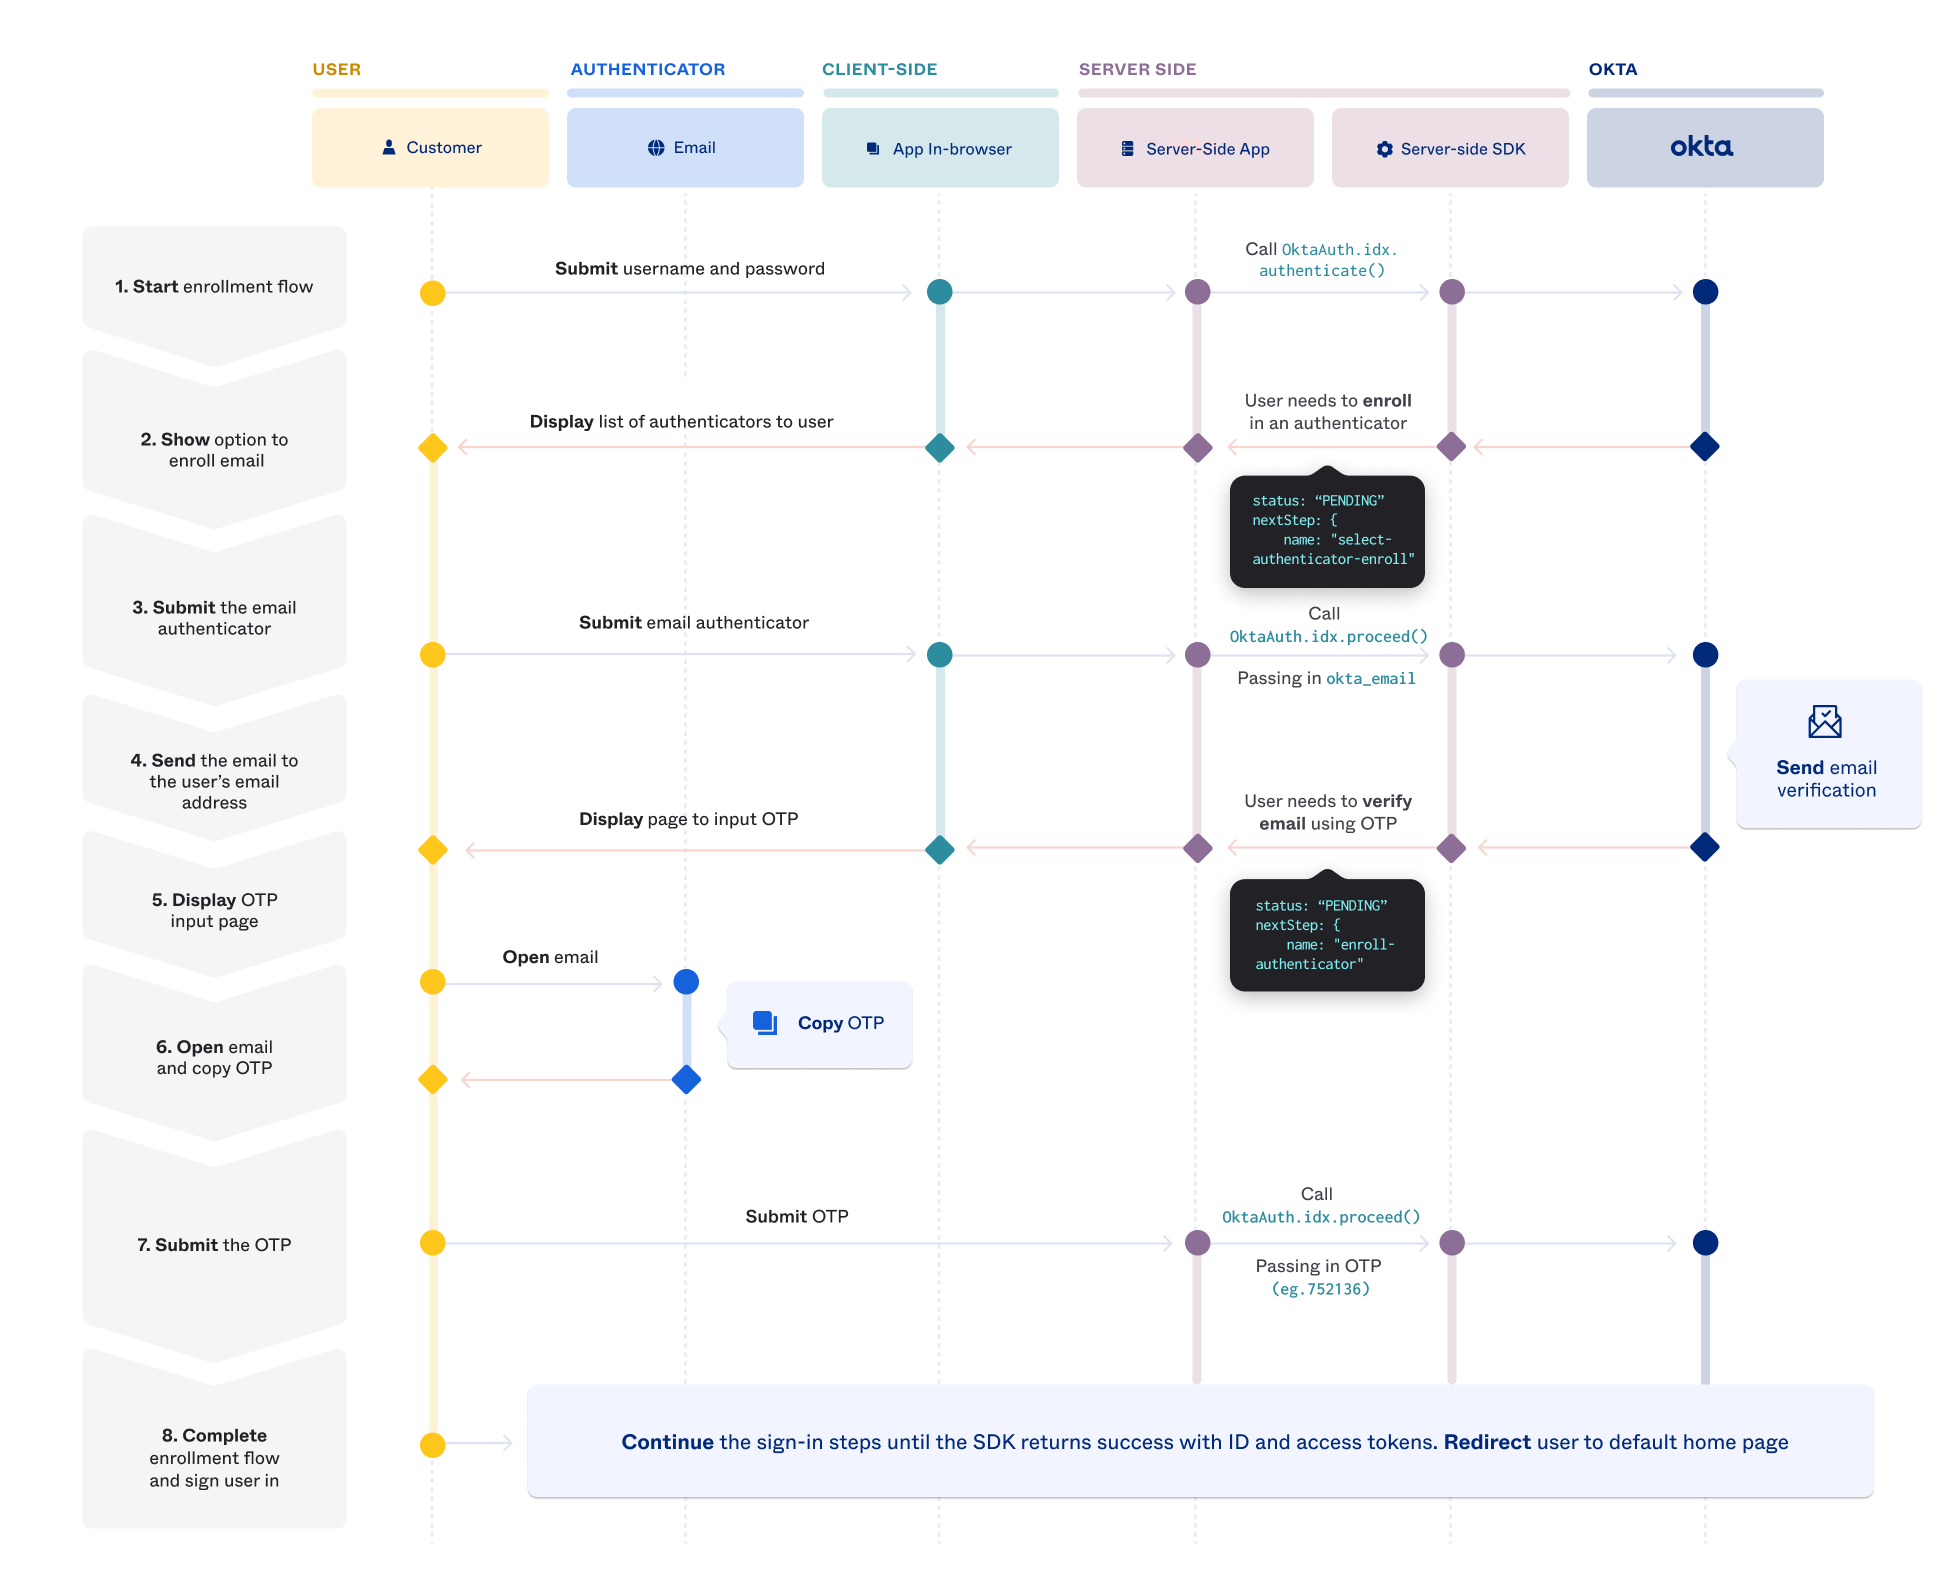 USER
AUTHENTICATOR
CLIENT-SIDE
SERVER SIDE
OKTA
Customer
Email
App In-browser
Server-Side App
Server-side SDK
okta
1. Start enrollment flow
Submit username and password
Call OktaAuth.idx.
authenticate()
2. Show option to
enroll email
Display list of authenticators to user
User needs to enroll
in an authenticator
status: “PENDING”
nextStep: {
name: "select-
authenticator-enroll"
3. Submit the email
authenticator
Submit email authenticator
Call
OktaAuth.idx.proceed()
Passing in okta_email
4. Send the email to
the user’s email
address
Send email
verification
Display page to input OTP
User needs to verify
email using OTP
status: “PENDING”
nextStep: {
name: "enroll-
authenticator"
5. Display OTP
input page
Open email
Copy OTP
6. Open email
and copy OTP
7. Submit the OTP
Submit OTP
Call
OktaAuth.idx.proceed()
Passing in OTP
(eg.752136)
8. Complete
enrollment flow
and sign user in
Continue the sign-in steps until the SDK returns success with ID and access tokens. Redirect user to default home page